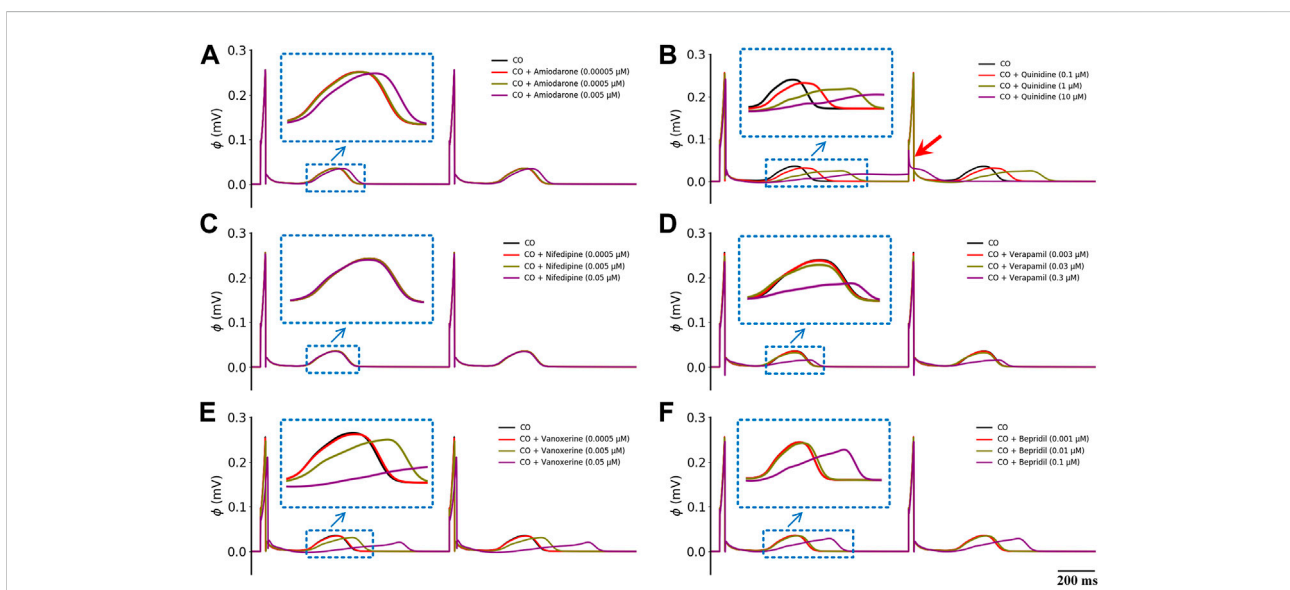 A
0.3
0.2
0.1
0.0
ϕ (mV)
CO
CO + Amiodarone (0.00005 μM)
CO + Amiodarone (0.0005 μM)
CO + Amiodarone (0.005 μM)
B
0.3
0.2
0.1
0.0
ϕ (mV)
CO
CO + Quinidine (0.1 μM)
CO + Quinidine (1 μM)
CO + Quinidine (10 μM)
C
0.3
0.2
0.1
0.0
ϕ (mV)
CO
CO + Nifedipine (0.0005 μM)
CO + Nifedipine (0.005 μM)
CO + Nifedipine (0.05 μM)
D
0.3
0.2
0.1
0.0
ϕ (mV)
CO
CO + Verapamil (0.003 μM)
CO + Verapamil (0.03 μM)
CO + Verapamil (0.3 μM)
E
0.3
0.2
0.1
0.0
ϕ (mV)
CO
CO + Vanoxerine (0.0005 μM)
CO + Vanoxerine (0.005 μM)
CO + Vanoxerine (0.05 μM)
F
0.3
0.2
0.1
0.0
ϕ (mV)
CO
CO + Bepridil (0.001 μM)
CO + Bepridil (0.01 μM)
CO + Bepridil (0.1 μM)
200 ms